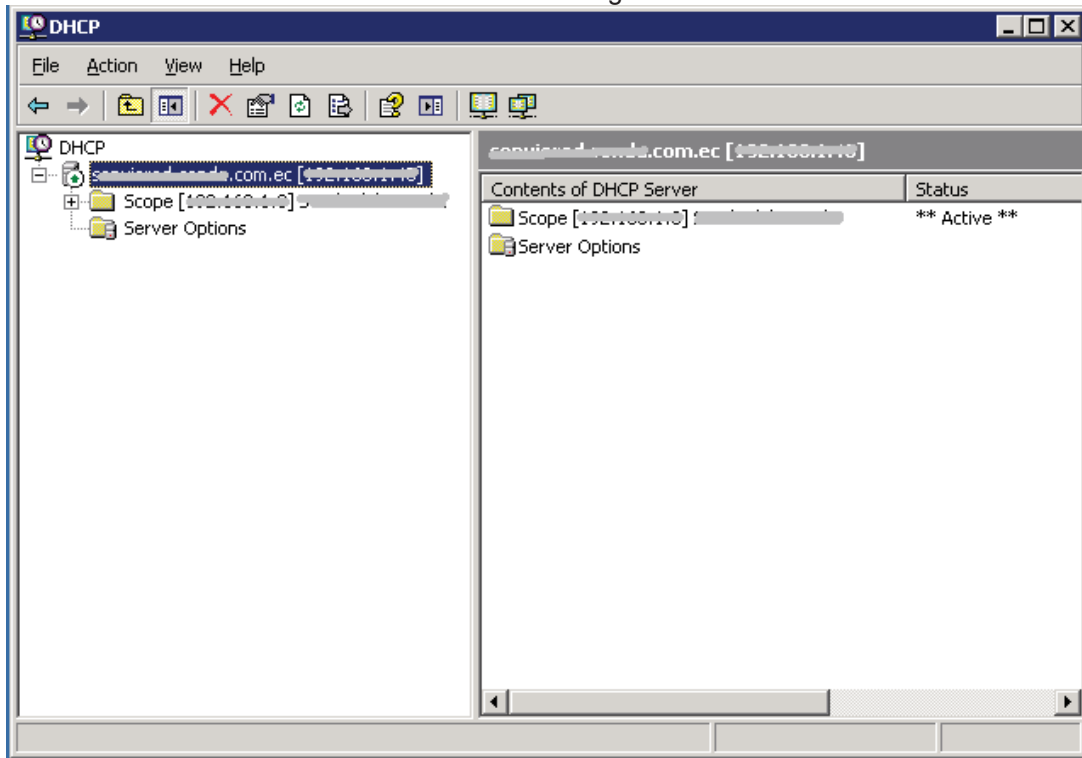 DHCP
File Action View Help
DHCP
.com.ec [
Scope [
Server Options
.com.ec [
Contents of DHCP Server Status
Scope [ ** Active **
Server Options